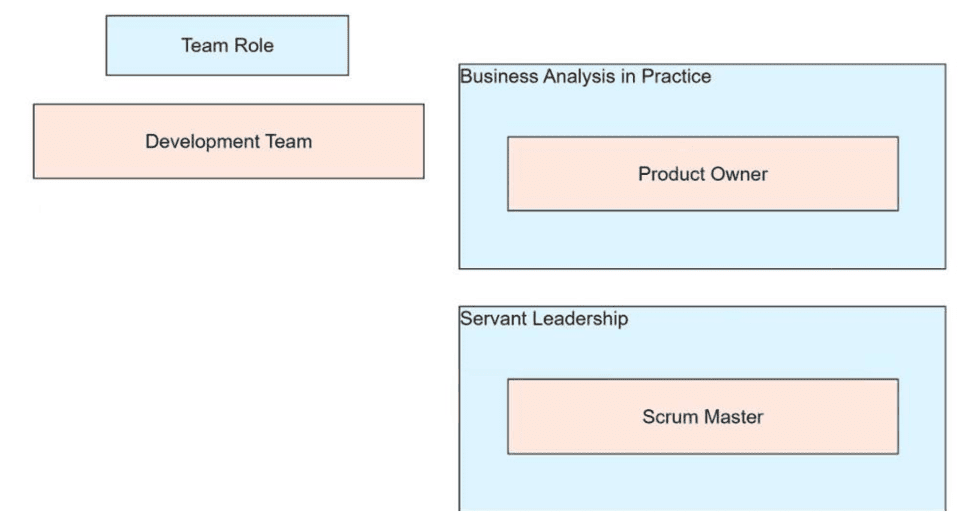 Team Role
Development Team
Business Analysis in Practice
Product Owner
Servant Leadership
Scrum Master